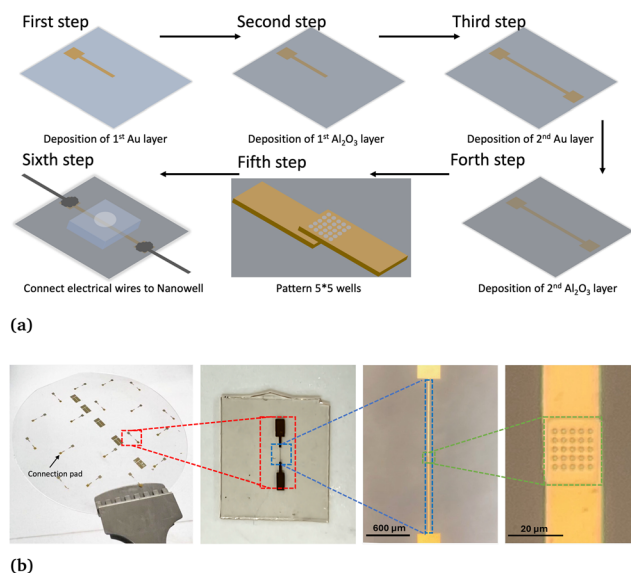 First step
Second step
Third step
Deposition of 1st Au layer
Deposition of 1st Al2O3 layer
Deposition of 2nd Au layer
Sixth step
Fifth step
Forth step
Connect electrical wires to Nanowell
Pattern 5*5 wells
Deposition of 2nd Al2O3
layer
(a)
Connection pad
600 μm
20 μm
(b)